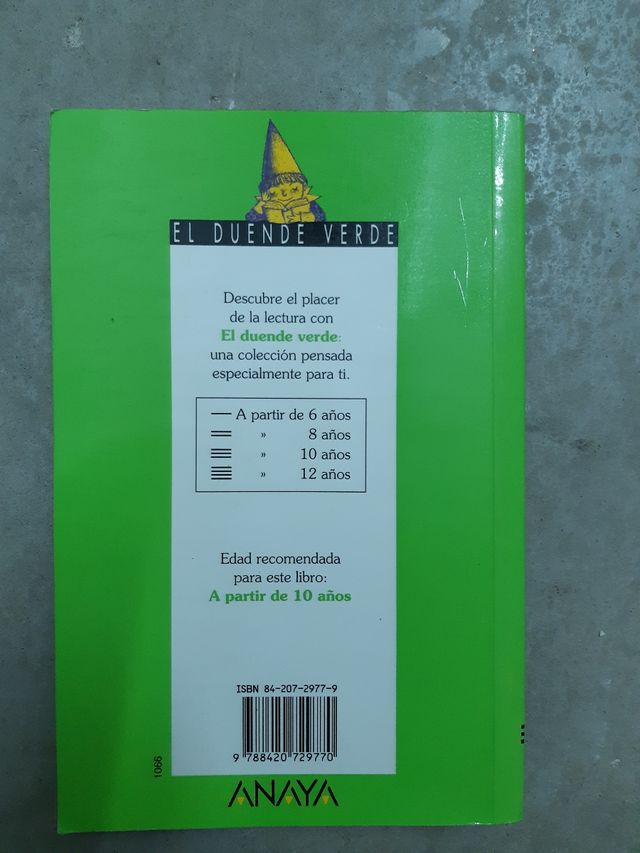 EL DUENDE VERDE
Descubre el placer
de la lectura con
El duende verde:
una colección pensada
especialmente para ti.
A partir de 6 años
» 8 años
» 10 años
» 12 años
Edad recomendada
para este libro:
A partir de 10 años
ISBN 84-207-2977-9
9 788420 729770
1066
ANAYA